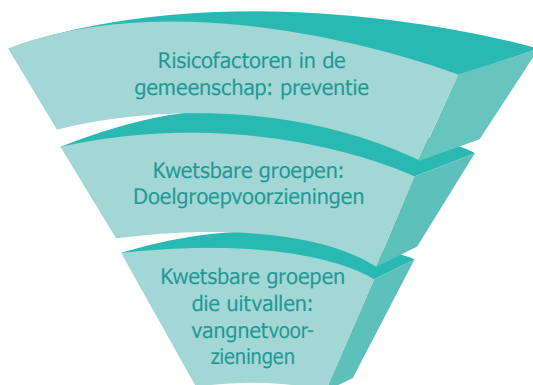 Risicofactoren in de
gemeenschap: preventie
Kwetsbare groepen:
Doelgroepvoorzieningen
Kwetsbare groepen
die uitvallen:
vangnetvoor-
zieningen